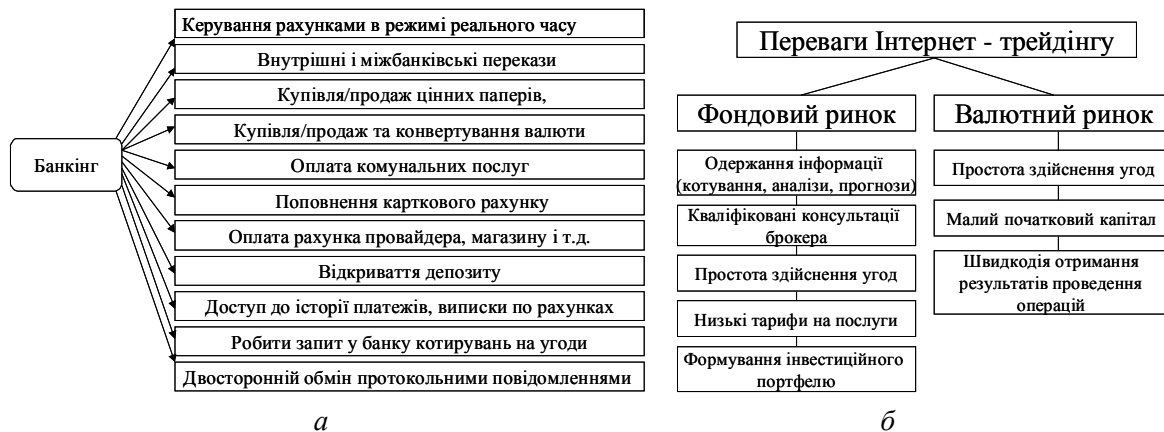 Банкінг
Керування рахунками в режимі реального часу
Внутрішні і міжбанківські перекази
Купівля/продаж цінних паперів,
Купівля/продаж та конвертування валюти
Оплата комунальних послуг
Поповнення карткового рахунку
Оплата рахунка провайдера, магазину і т.д.
Відкриваття депозиту
Доступ до історії платежів, виписки по рахунках
Робити запит у банку котирувань на угоди
Двосторонній обмін протокольними повідомленнями
а
Переваги Інтернет - трейдінгу
Фондовий ринок
Одержання інформації
(котування, аналізи, прогнози)
Кваліфіковані консультації
брокера
Простота здійснення угод
Низькі тарифи на послуги
Формування інвестиційного
портфелю
Валютний ринок
Простота здійснення угод
Малий початковий капітал
Швидкодія отримання
результатів проведення
операцій
б